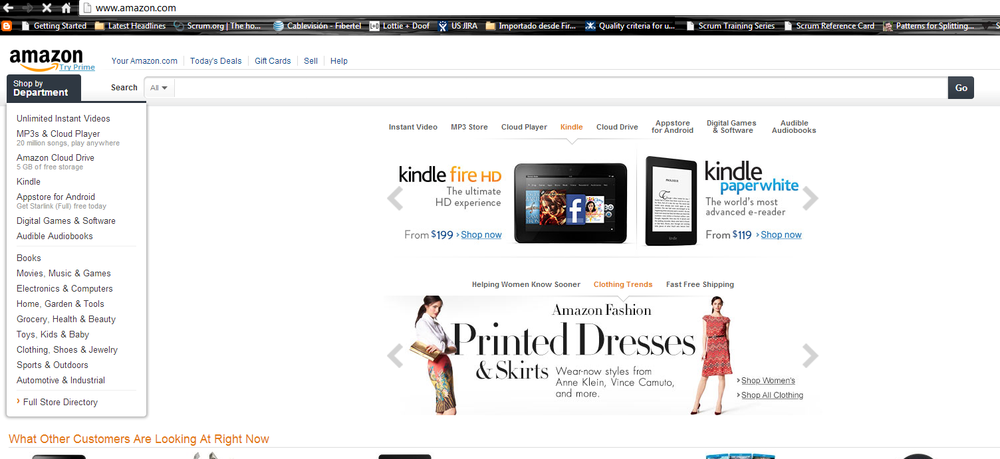 www.amazon.com
Getting Started
Latest Headlines
Scrum.org | The ho...
Cablevisión - Fibertel
L+D Lottie + Doof
US JIRA
Importado desde Fir...
Quality criteria for u...
Scrum Training Series
Scrum Reference Card
Patterns for Splitting...
S
amazon
Try Prime
Your Amazon.com
Today's Deals
Gift Cards
Sell
Help
Shop by
Department
Search
All
Go
Unlimited Instant Videos
MP3s & Cloud Player
20 million songs, play anywhere
Amazon Cloud Drive
5 GB of free storage
Kindle
Appstore for Android
Get Starlink (Full) free today
Digital Games & Software
Audible Audiobooks
Books
Movies, Music & Games
Electronics & Computers
Home, Garden & Tools
Grocery, Health & Beauty
Toys, Kids & Baby
Clothing, Shoes & Jewelry
Sports & Outdoors
Automotive & Industrial
› Full Store Directory
Instant Video
MP3 Store
Cloud Player
Kindle
Cloud Drive
Appstore
for Android
Digital Games
& Software
Audible
Audiobooks
kindle fire HD
The ultimate
HD experience
From $199 › Shop now
PROLOGUE
kindle
kindle
paperwhite
The world's most
advanced e-reader
From $119 › Shop now
Helping Women Know Sooner
Clothing Trends
Fast Free Shipping
Amazon Fashion
Printed Dresses
& Skirts
Wear-now styles from
Anne Klein, Vince Camuto,
and more.
› Shop Women's
› Shop All Clothing
What Other Customers Are Looking At Right Now